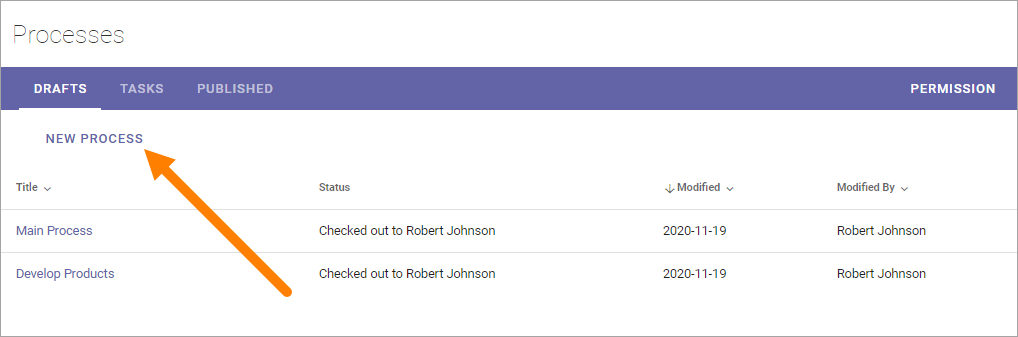 Processes
DRAFTS TASKS PUBLISHED PERMISSION
NEW PROCESS
Title Status Modified Modified By
Main Process Checked out to Robert Johnson 2020-11-19 Robert Johnson
Develop Products Checked out to Robert Johnson 2020-11-19 Robert Johnson